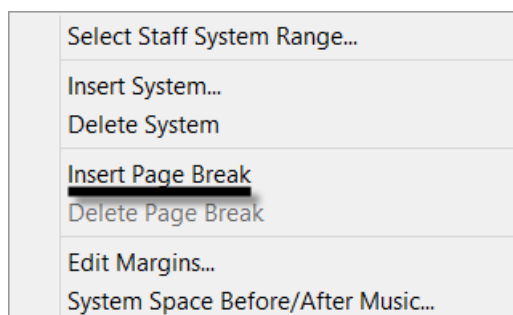 Select Staff System Range...
Insert System...
Delete System
Insert Page Break
Delete Page Break
Edit Margins...
System Space Before/After Music...